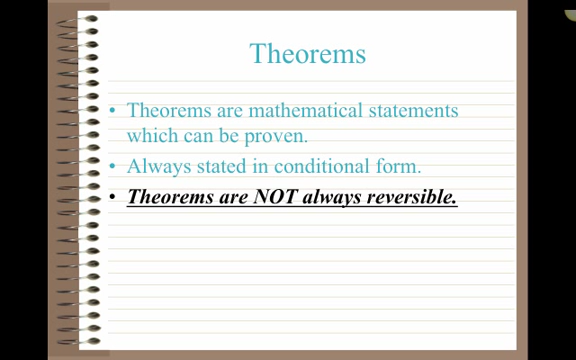 Theorems
• Theorems are mathematical statements
which can be proven.
• Always stated in conditional form.
• Theorems are NOT always reversible.